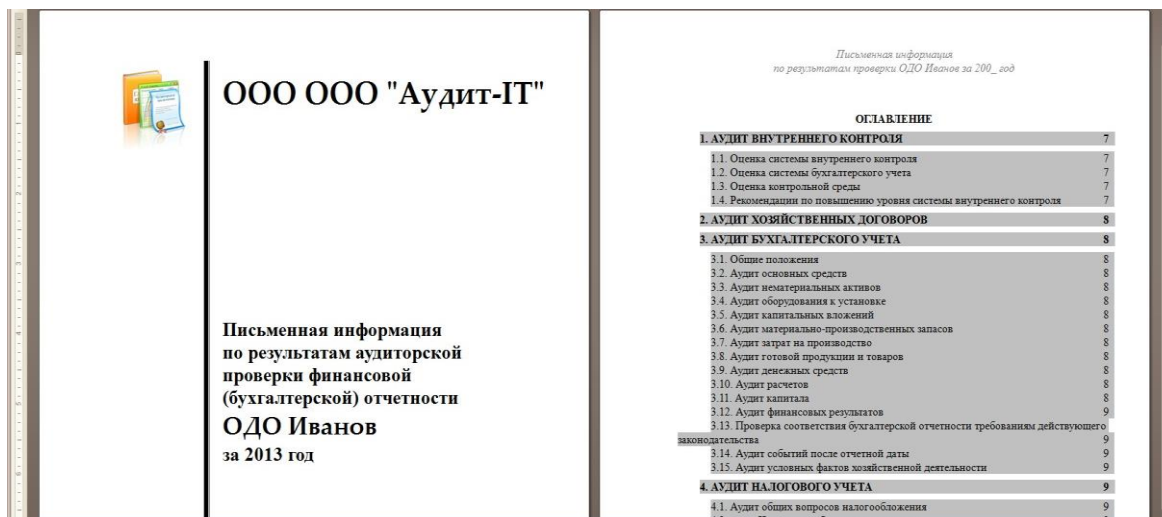 ООО ООО "Аудит-IT"
Письменная информация
по результатам аудиторской
проверки финансовой
(бухгалтерской) отчетности
ОДО Иванов
за 2013 год
Письменная информация
по результатам проверки ОДО Иванов за 200_ год
ОГЛАВЛЕНИЕ
1. АУДИТ ВНУТРЕННЕГО КОНТРОЛЯ 7
1.1. Оценка системы внутреннего контроля 7
1.2. Оценка системы бухгалтерского учета 7
1.3. Оценка контрольной среды 7
1.4. Рекомендации по повышению уровня системы внутреннего контроля 7
2. АУДИТ ХОЗЯЙСТВЕННЫХ ДОГОВОРОВ 8
3. АУДИТ БУХГАЛТЕРСКОГО УЧЕТА 8
3.1. Общие положения 8
3.2. Аудит основных средств 8
3.3. Аудит нематериальных активов 8
3.4. Аудит оборудования к установке 8
3.5. Аудит капитальных вложений 8
3.6. Аудит материально-производственных запасов 8
3.7. Аудит затрат на производство 8
3.8. Аудит готовой продукции и товаров 8
3.9. Аудит денежных средств 8
3.10. Аудит расчетов 8
3.11. Аудит капитала 8
3.12. Аудит финансовых результатов 9
3.13. Проверка соответствия бухгалтерской отчетности требованиям действующего
законодательства 9
3.14. Аудит событий после отчетной даты 9
3.15. Аудит условных фактов хозяйственной деятельности 9
4. АУДИТ НАЛОГОВОГО УЧЕТА 9
4.1. Аудит общих вопросов налогообложения 9